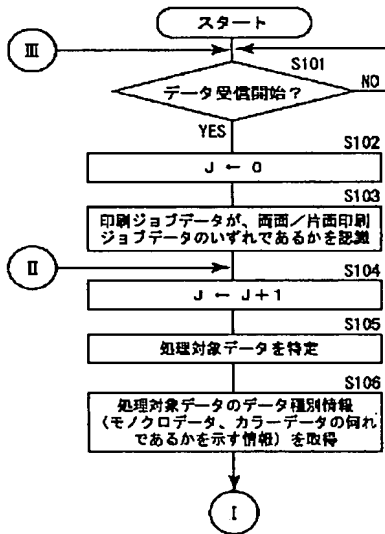 スタート
III
S101
データ受信開始？
NO
YES
S102
J ← 0
S103
印刷ジョブデータが、両面／片面印刷
ジョブデータのいずれであるかを認識
II
S104
J ← J+1
S105
処理対象データを特定
S106
処理対象データのデータ種別情報
（モノクロデータ、カラーデータの何れ
であるかを示す情報）を取得
I